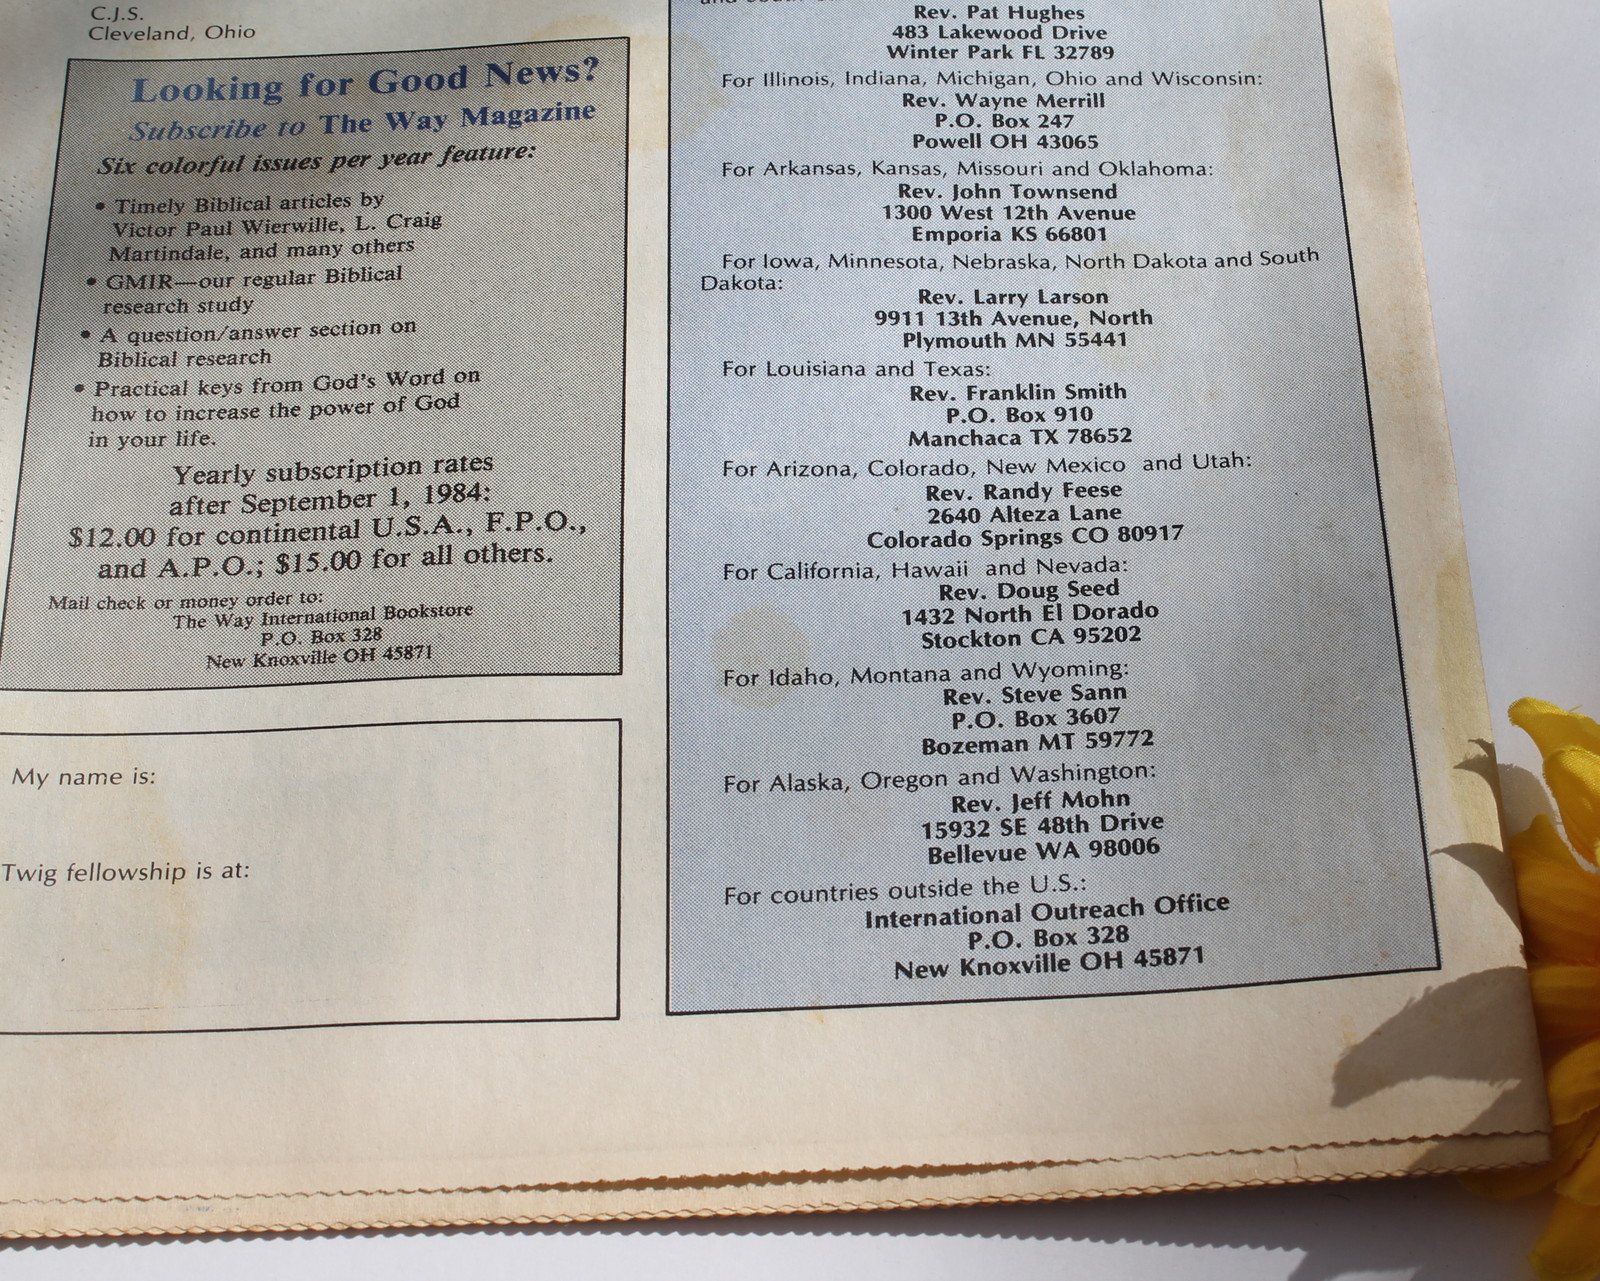 C.J.S.
Cleveland, Ohio
Looking for Good News?
Subscribe to The Way Magazine
Six colorful issues per year feature:
• Timely Biblical articles by
Victor Paul Wierwille, L. Craig
Martindale, and many others
• GMIR—our regular Biblical
research study
• A question/answer section on
Biblical research
• Practical keys from God's Word on
how to increase the power of God
in your life.
Yearly subscription rates
after September 1, 1984:
$12.00 for continental U.S.A., F.P.O.,
and A.P.O.; $15.00 for all others.
Mail check or money order to:
The Way International Bookstore
P.O. Box 328
New Knoxville OH 45871
My name is:
Twig fellowship is at:
Rev. Pat Hughes
483 Lakewood Drive
Winter Park FL 32789
For Illinois, Indiana, Michigan, Ohio and Wisconsin:
Rev. Wayne Merrill
P.O. Box 247
Powell OH 43065
For Arkansas, Kansas, Missouri and Oklahoma:
Rev. John Townsend
1300 West 12th Avenue
Emporia KS 66801
For Iowa, Minnesota, Nebraska, North Dakota and South
Dakota:
Rev. Larry Larson
9911 13th Avenue, North
Plymouth MN 55441
For Louisiana and Texas:
Rev. Franklin Smith
P.O. Box 910
Manchaca TX 78652
For Arizona, Colorado, New Mexico and Utah:
Rev. Randy Feese
2640 Alteza Lane
Colorado Springs CO 80917
For California, Hawaii and Nevada:
Rev. Doug Seed
1432 North El Dorado
Stockton CA 95202
For Idaho, Montana and Wyoming:
Rev. Steve Sann
P.O. Box 3607
Bozeman MT 59772
For Alaska, Oregon and Washington:
Rev. Jeff Mohn
15932 SE 48th Drive
Bellevue WA 98006
For countries outside the U.S.:
International Outreach Office
P.O. Box 328
New Knoxville OH 45871